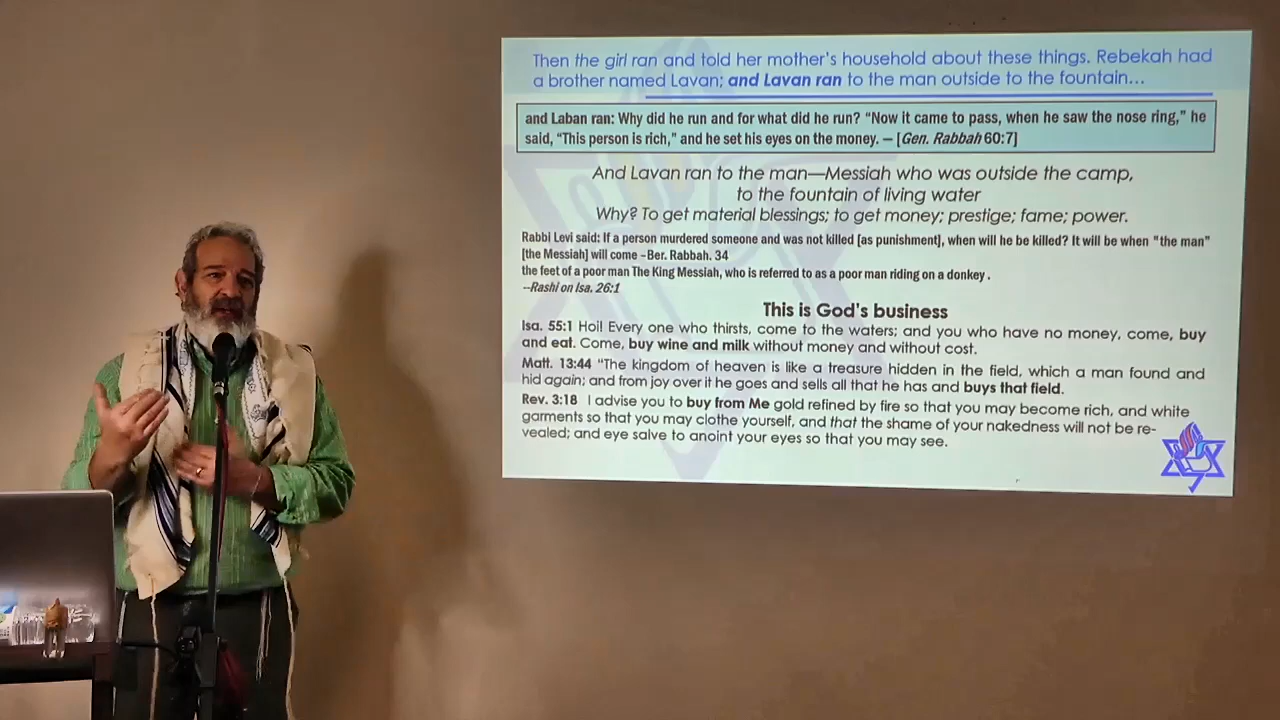 Then the girl ran and told her mother's household about these things. Rebekah had
a brother named Lavan; and Lavan ran to the man outside to the fountain...
and Laban ran: Why did he run and for what did he run? "Now it came to pass, when he saw the nose ring," he
said, "This person is rich," and he set his eyes on the money. — [Gen. Rabbah 60:7]
And Lavan ran to the man—Messiah who was outside the camp,
to the fountain of living water
Why? To get material blessings; to get money; prestige; fame; power.
Rabbi Levi said: If a person murdered someone and was not killed [as punishment], when will he be killed? It will be when "the man"
[the Messiah] will come –Ber. Rabbah. 34
the feet of a poor man The King Messiah, who is referred to as a poor man riding on a donkey .
--Rashi on Isa. 26:1
This is God's business
Isa. 55:1 Hoi! Every one who thirsts, come to the waters; and you who have no money, come, buy
and eat. Come, buy wine and milk without money and without cost.
Matt. 13:44 "The kingdom of heaven is like a treasure hidden in the field, which a man found and
hid again; and from joy over it he goes and sells all that he has and buys that field.
Rev. 3:18 I advise you to buy from Me gold refined by fire so that you may become rich, and white
garments so that you may clothe yourself, and that the shame of your nakedness will not be re-
vealed; and eye salve to anoint your eyes so that you may see.